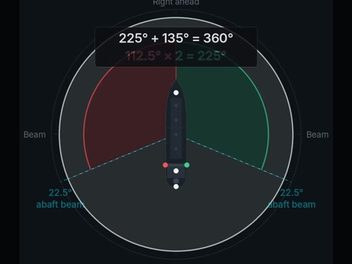 Right ahead
225° + 135° = 360°
112.5° × 2 = 225°
Beam
Beam
22.5°
abaft beam
22.5°
abaft beam